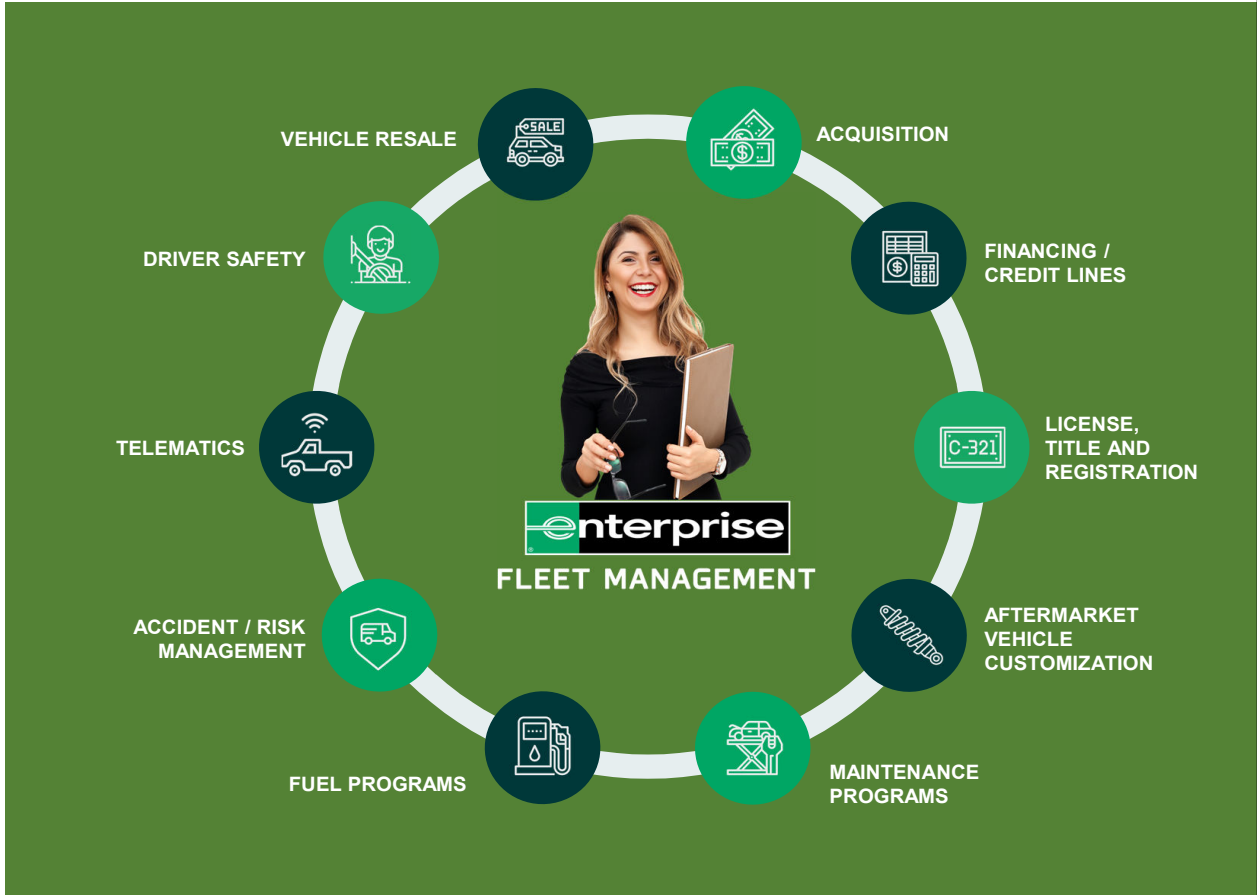 SALE
VEHICLE RESALE
ACQUISITION
DRIVER SAFETY
FINANCING /
CREDIT LINES
TELEMATICS
C-321
LICENSE,
TITLE AND
REGISTRATION
enterprise
®
FLEET MANAGEMENT
ACCIDENT / RISK
MANAGEMENT
AFTERMARKET
VEHICLE
CUSTOMIZATION
FUEL PROGRAMS
MAINTENANCE
PROGRAMS